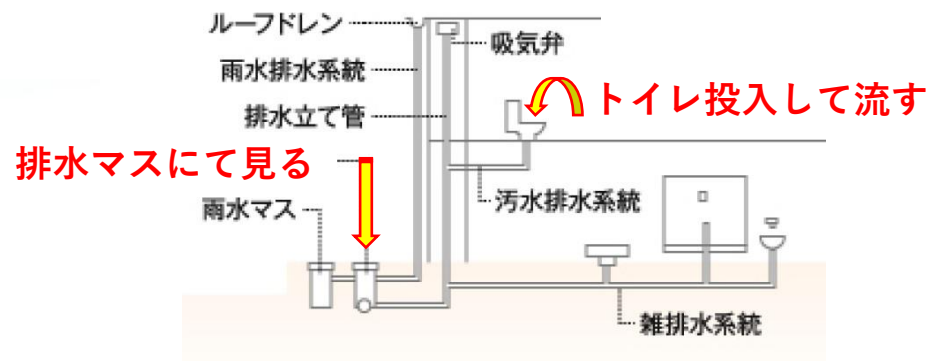 ルーフドレン
吸気弁
雨水排水系統
トイレ投入して流す
排水立て管
排水マスにて見る
汚水排水系統
雨水マス
雑排水系統